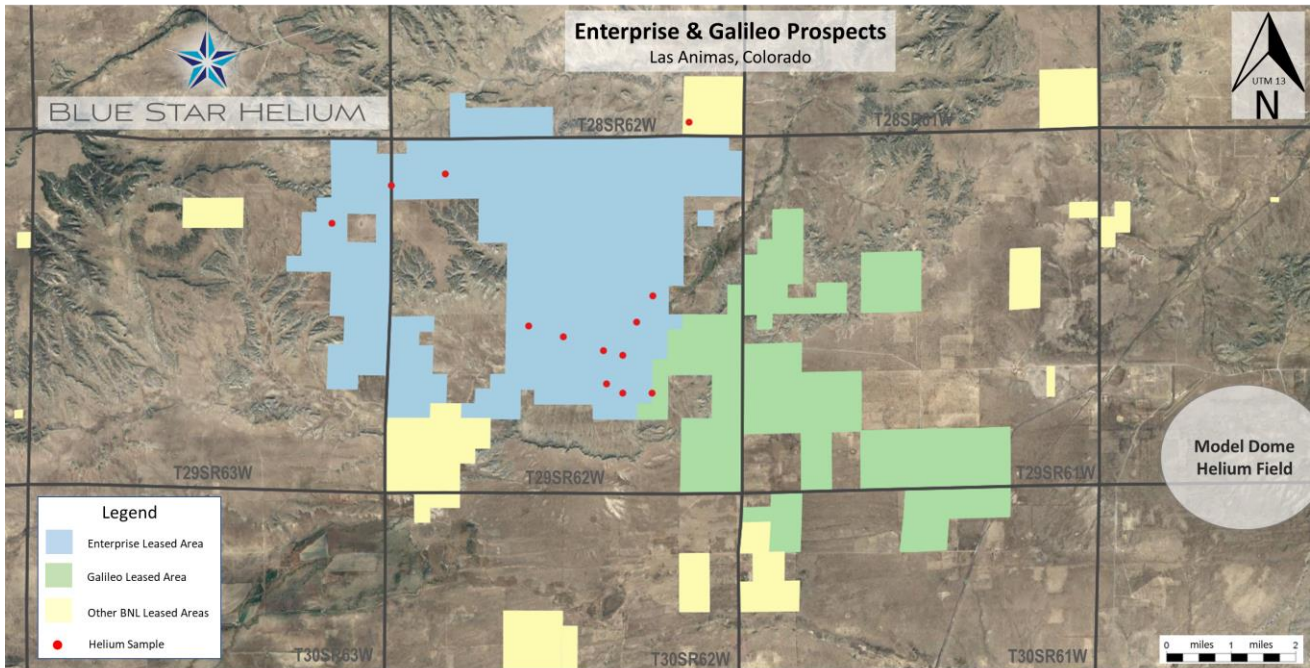 Enterprise & Galileo Prospects
Las Animas, Colorado
BLUE STAR HELIUM
UTM 13
N
T28SR62W
T28SR61W
T29SR63W
T29SR62W
T29SR61W
Model Dome
Helium Field
Legend
Enterprise Leased Area
Galileo Leased Area
Other BNL Leased Areas
Helium Sample
T30SR63W
T30SR62W
T30SR61W
0 miles 1 miles 2